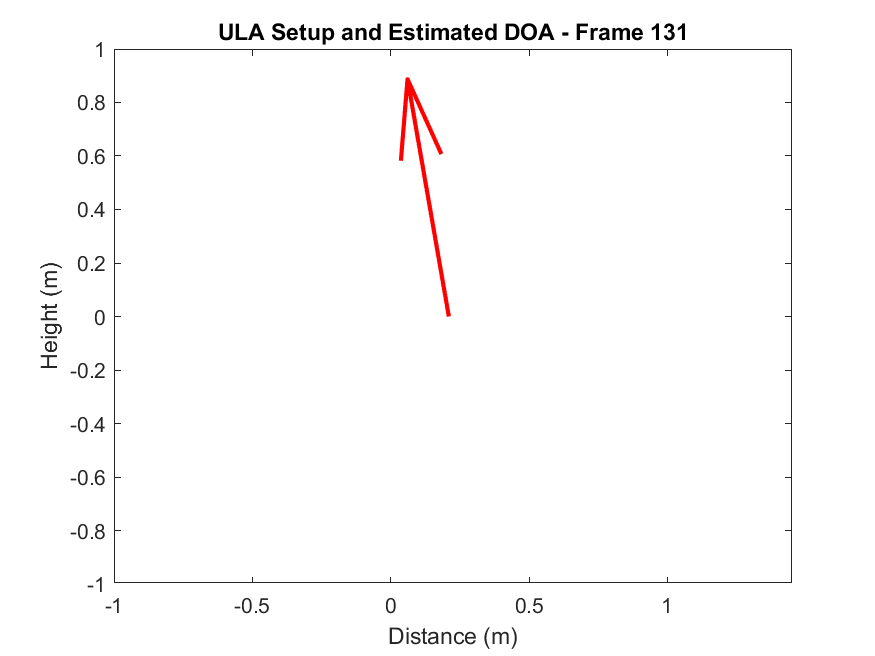 ULA Setup and Estimated DOA - Frame 131
1
0.8
0.6
0.4
0.2
0
-0.2
-0.4
-0.6
-0.8
-1
Height (m)
-1 -0.5 0 0.5 1
Distance (m)